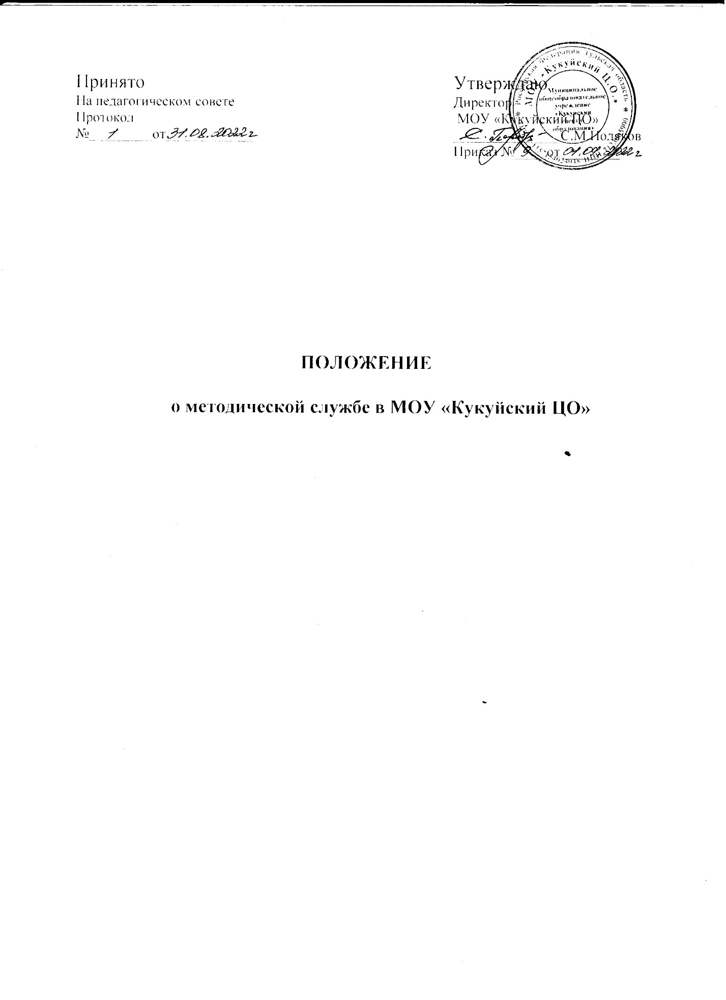 Принято
На педагогическом совете
Протокол
№ 1 от 31.08.2022г
Утверждаю
Директор
МОУ «Кукуйский ЦО»
С.М.Поляков
Приказ № 9 от 01.09.2022г
Российская Федерация Тульская область
МОУ «Кукуйский Ц.О.»
Муниципальное
общеобразовательное
учреждение
«Кукуйский
центр
образования»
ПОЛОЖЕНИЕ
о методической службе в МОУ «Кукуйский ЦО»